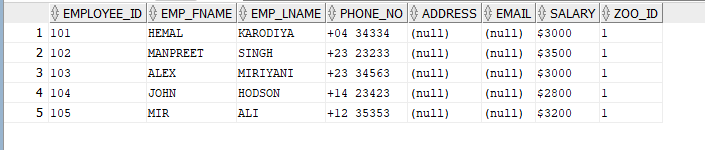 EMPLOYEE_ID EMP_FNAME EMP_LNAME PHONE_NO ADDRESS EMAIL SALARY ZOO_ID
1 101 HEMAL KARODIYA +04 34334 (null) (null) $3000 1
2 102 MANPREET SINGH +23 23233 (null) (null) $3500 1
3 103 ALEX MIRIYANI +23 34563 (null) (null) $3000 1
4 104 JOHN HODSON +14 23423 (null) (null) $2800 1
5 105 MIR ALI +12 35353 (null) (null) $3200 1